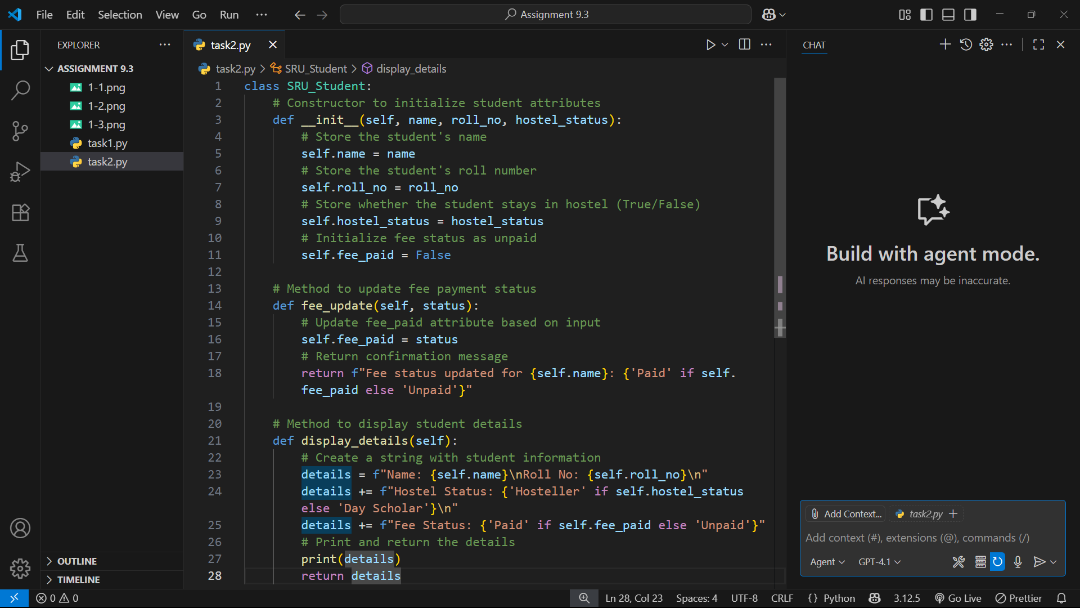 File Edit Selection View Go Run ··· Assignment 9.3
EXPLORER ···
ASSIGNMENT 9.3
1-1.png
1-2.png
1-3.png
task1.py
task2.py
OUTLINE
TIMELINE
task2.py
task2.py > SRU_Student > display_details
1 class SRU_Student:
2 # Constructor to initialize student attributes
3 def __init__(self, name, roll_no, hostel_status):
4 # Store the student's name
5 self.name = name
6 # Store the student's roll number
7 self.roll_no = roll_no
8 # Store whether the student stays in hostel (True/False)
9 self.hostel_status = hostel_status
10 # Initialize fee status as unpaid
11 self.fee_paid = False
12
13 # Method to update fee payment status
14 def fee_update(self, status):
15 # Update fee_paid attribute based on input
16 self.fee_paid = status
17 # Return confirmation message
18 return f"Fee status updated for {self.name}: {'Paid' if self.
fee_paid else 'Unpaid'}"
19
20 # Method to display student details
21 def display_details(self):
22 # Create a string with student information
23 details = f"Name: {self.name}\nRoll No: {self.roll_no}\n"
24 details += f"Hostel Status: {'Hosteller' if self.hostel_status
else 'Day Scholar'}\n"
25 details += f"Fee Status: {'Paid' if self.fee_paid else 'Unpaid'}"
26 # Print and return the details
27 print(details)
28 return details
CHAT
Build with agent mode.
AI responses may be inaccurate.
Add Context... task2.py +
Add context (#), extensions (@), commands (/)
Agent GPT-4.1
0 0 Ln 28, Col 23 Spaces: 4 UTF-8 CRLF {} Python 3.12.5 Go Live Prettier